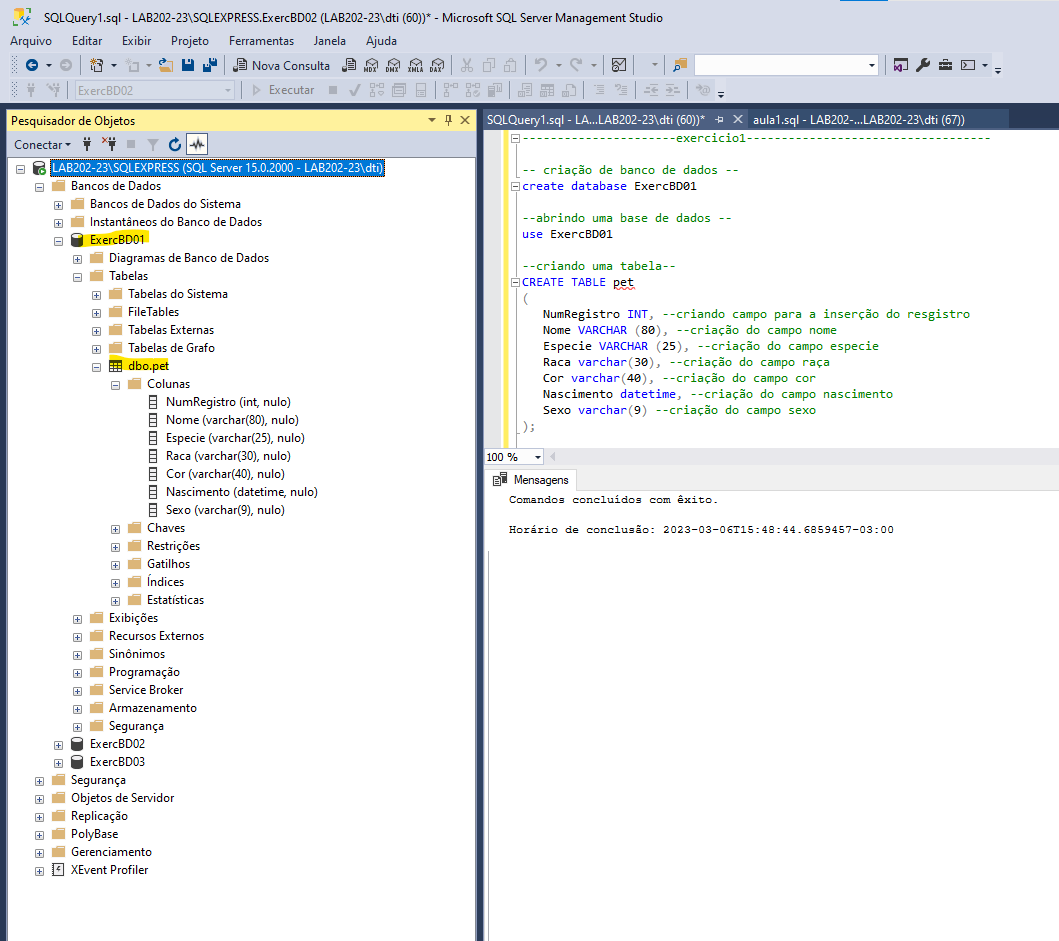 SQLQuery1.sql - LAB202-23\SQLEXPRESS.ExercBD02 (LAB202-23\dti (60))* - Microsoft SQL Server Management Studio
Arquivo Editar Exibir Projeto Ferramentas Janela Ajuda
Nova Consulta MDX DMX XMLA DAX
ExercBD02 Executar
Pesquisador de Objetos
Conectar
LAB202-23\SQLEXPRESS (SQL Server 15.0.2000 - LAB202-23\dti)
Bancos de Dados
Bancos de Dados do Sistema
Instantâneos do Banco de Dados
ExercBD01
Diagramas de Banco de Dados
Tabelas
Tabelas do Sistema
FileTables
Tabelas Externas
Tabelas de Grafo
dbo.pet
Colunas
NumRegistro (int, nulo)
Nome (varchar(80), nulo)
Especie (varchar(25), nulo)
Raca (varchar(30), nulo)
Cor (varchar(40), nulo)
Nascimento (datetime, nulo)
Sexo (varchar(9), nulo)
Chaves
Restrições
Gatilhos
Índices
Estatísticas
Exibições
Recursos Externos
Sinônimos
Programação
Service Broker
Armazenamento
Segurança
ExercBD02
ExercBD03
Segurança
Objetos de Servidor
Replicação
PolyBase
Gerenciamento
XEvent Profiler
SQLQuery1.sql - LA...LAB202-23\dti (60))* aula1.sql - LAB202-...LAB202-23\dti (67))
----------------------exercicio1-----------------------------------
-- criação de banco de dados --
create database ExercBD01
--abrindo uma base de dados --
use ExercBD01
--criando uma tabela--
CREATE TABLE pet
(
NumRegistro INT, --criando campo para a inserção do resgistro
Nome VARCHAR (80), --criação do campo nome
Especie VARCHAR (25), --criação do campo especie
Raca varchar(30), --criação do campo raça
Cor varchar(40), --criação do campo cor
Nascimento datetime, --criação do campo nascimento
Sexo varchar(9) --criação do campo sexo
);
100 %
Mensagens
Comandos concluídos com êxito.
Horário de conclusão: 2023-03-06T15:48:44.6859457-03:00